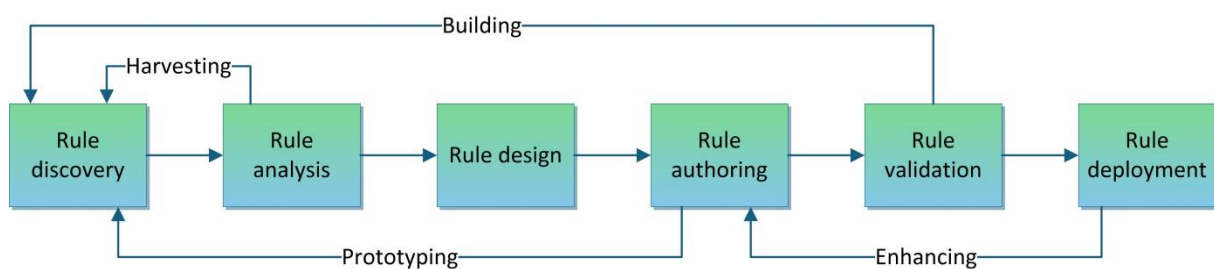 Building
Harvesting
Rule
discovery
Rule
analysis
Rule design
Rule
authoring
Rule
validation
Rule
deployment
Prototyping
Enhancing